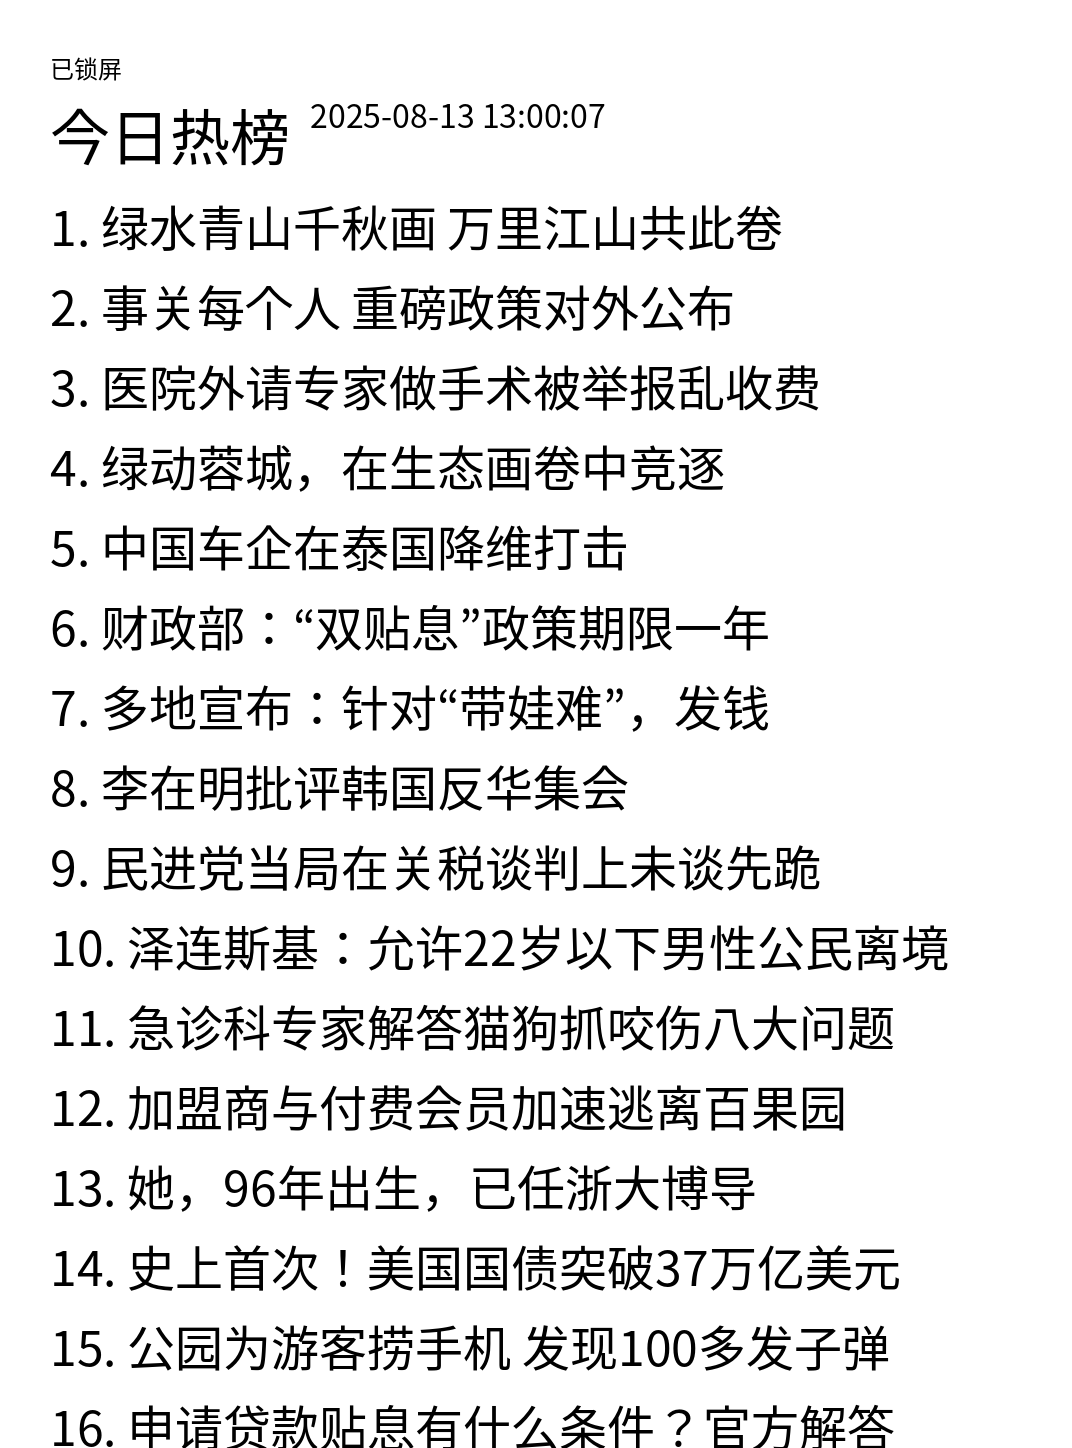 已锁屏
今日热榜 2025-08-13 13:00:07
1. 绿水青山千秋画 万里江山共此卷
2. 事关每个人 重磅政策对外公布
3. 医院外请专家做手术被举报乱收费
4. 绿动蓉城，在生态画卷中竞逐
5. 中国车企在泰国降维打击
6. 财政部：“双贴息”政策期限一年
7. 多地宣布：针对“带娃难”，发钱
8. 李在明批评韩国反华集会
9. 民进党当局在关税谈判上未谈先跪
10. 泽连斯基：允许22岁以下男性公民离境
11. 急诊科专家解答猫狗抓咬伤八大问题
12. 加盟商与付费会员加速逃离百果园
13. 她，96年出生，已任浙大博导
14. 史上首次！美国国债突破37万亿美元
15. 公园为游客捞手机 发现100多发子弹
16. 申请贷款贴息有什么条件？官方解答